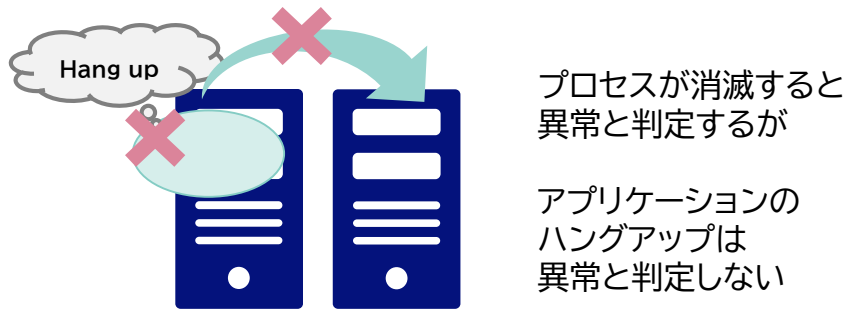 Hang up
プロセスが消滅すると
異常と判定するが
アプリケーションの
ハングアップは
異常と判定しない